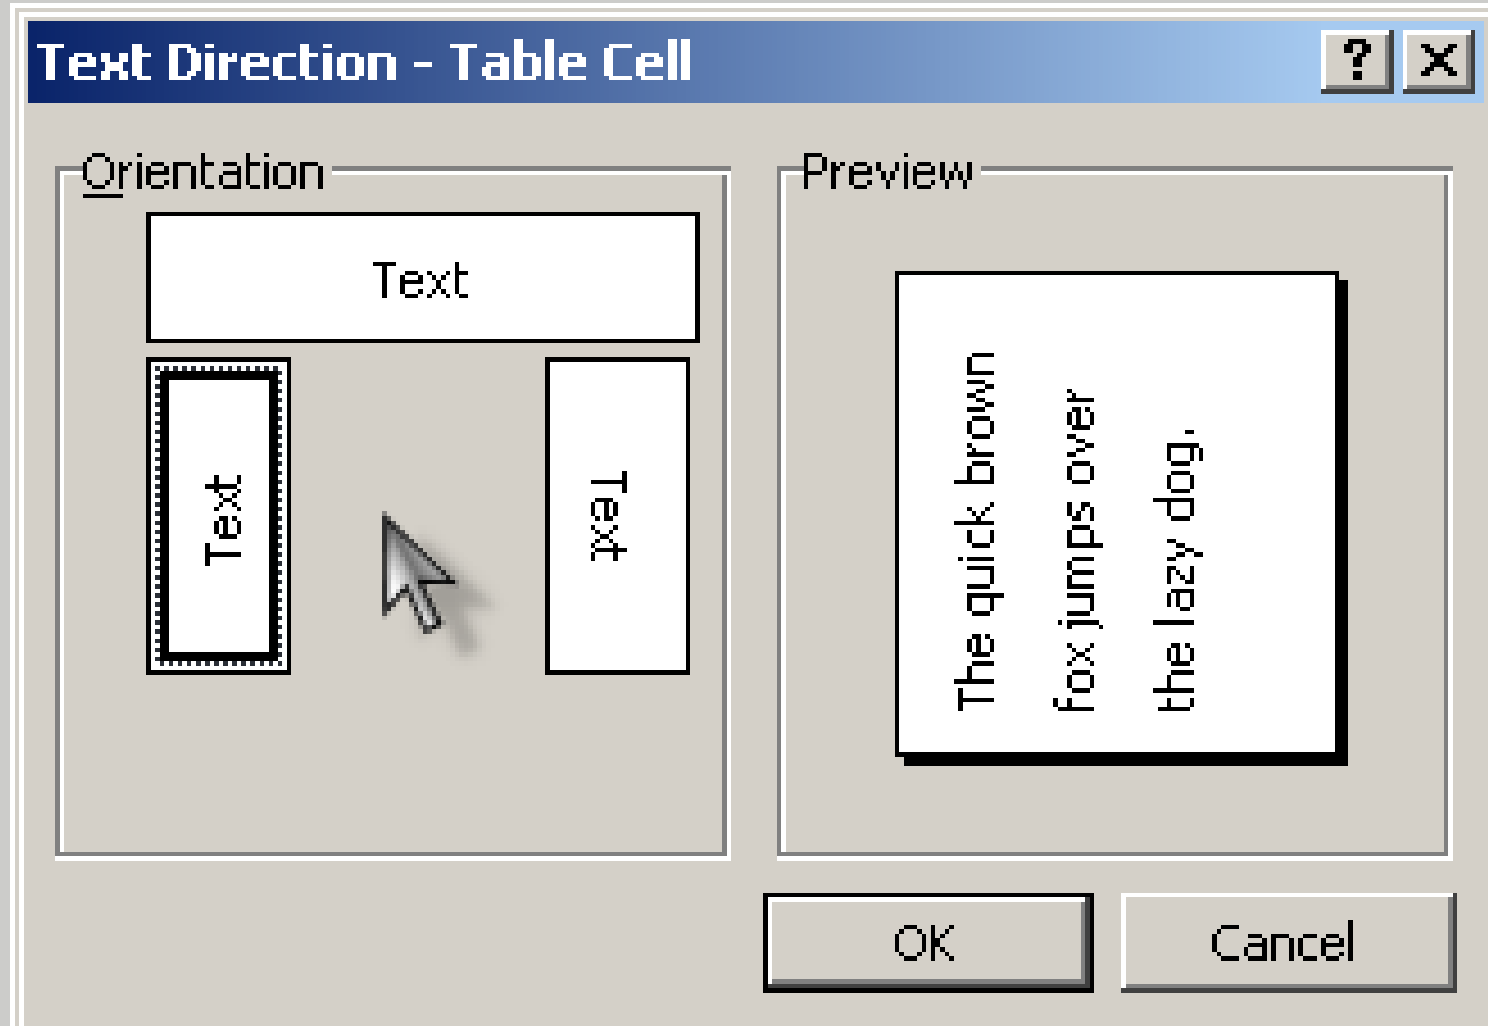 Text Direction - Table Cell
Orientation
Text
Text
Text
Preview
The quick brown
fox jumps over
the lazy dog.
OK
Cancel